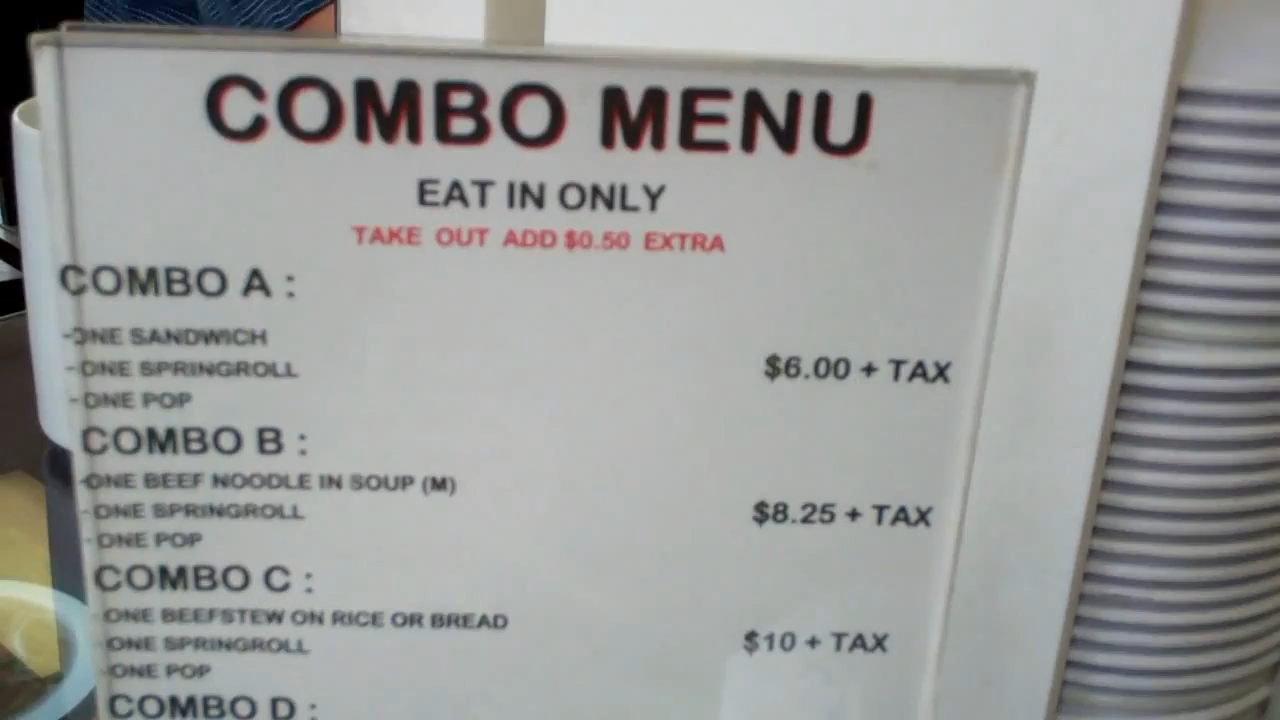 COMBO MENU
EAT IN ONLY
TAKE OUT ADD $0.50 EXTRA
COMBO A :
-ONE SANDWICH
-ONE SPRINGROLL $6.00 + TAX
-ONE POP
COMBO B :
-ONE BEEF NOODLE IN SOUP (M)
-ONE SPRINGROLL $8.25 + TAX
-ONE POP
COMBO C :
-ONE BEEFSTEW ON RICE OR BREAD
-ONE SPRINGROLL $10 + TAX
-ONE POP
COMBO D :